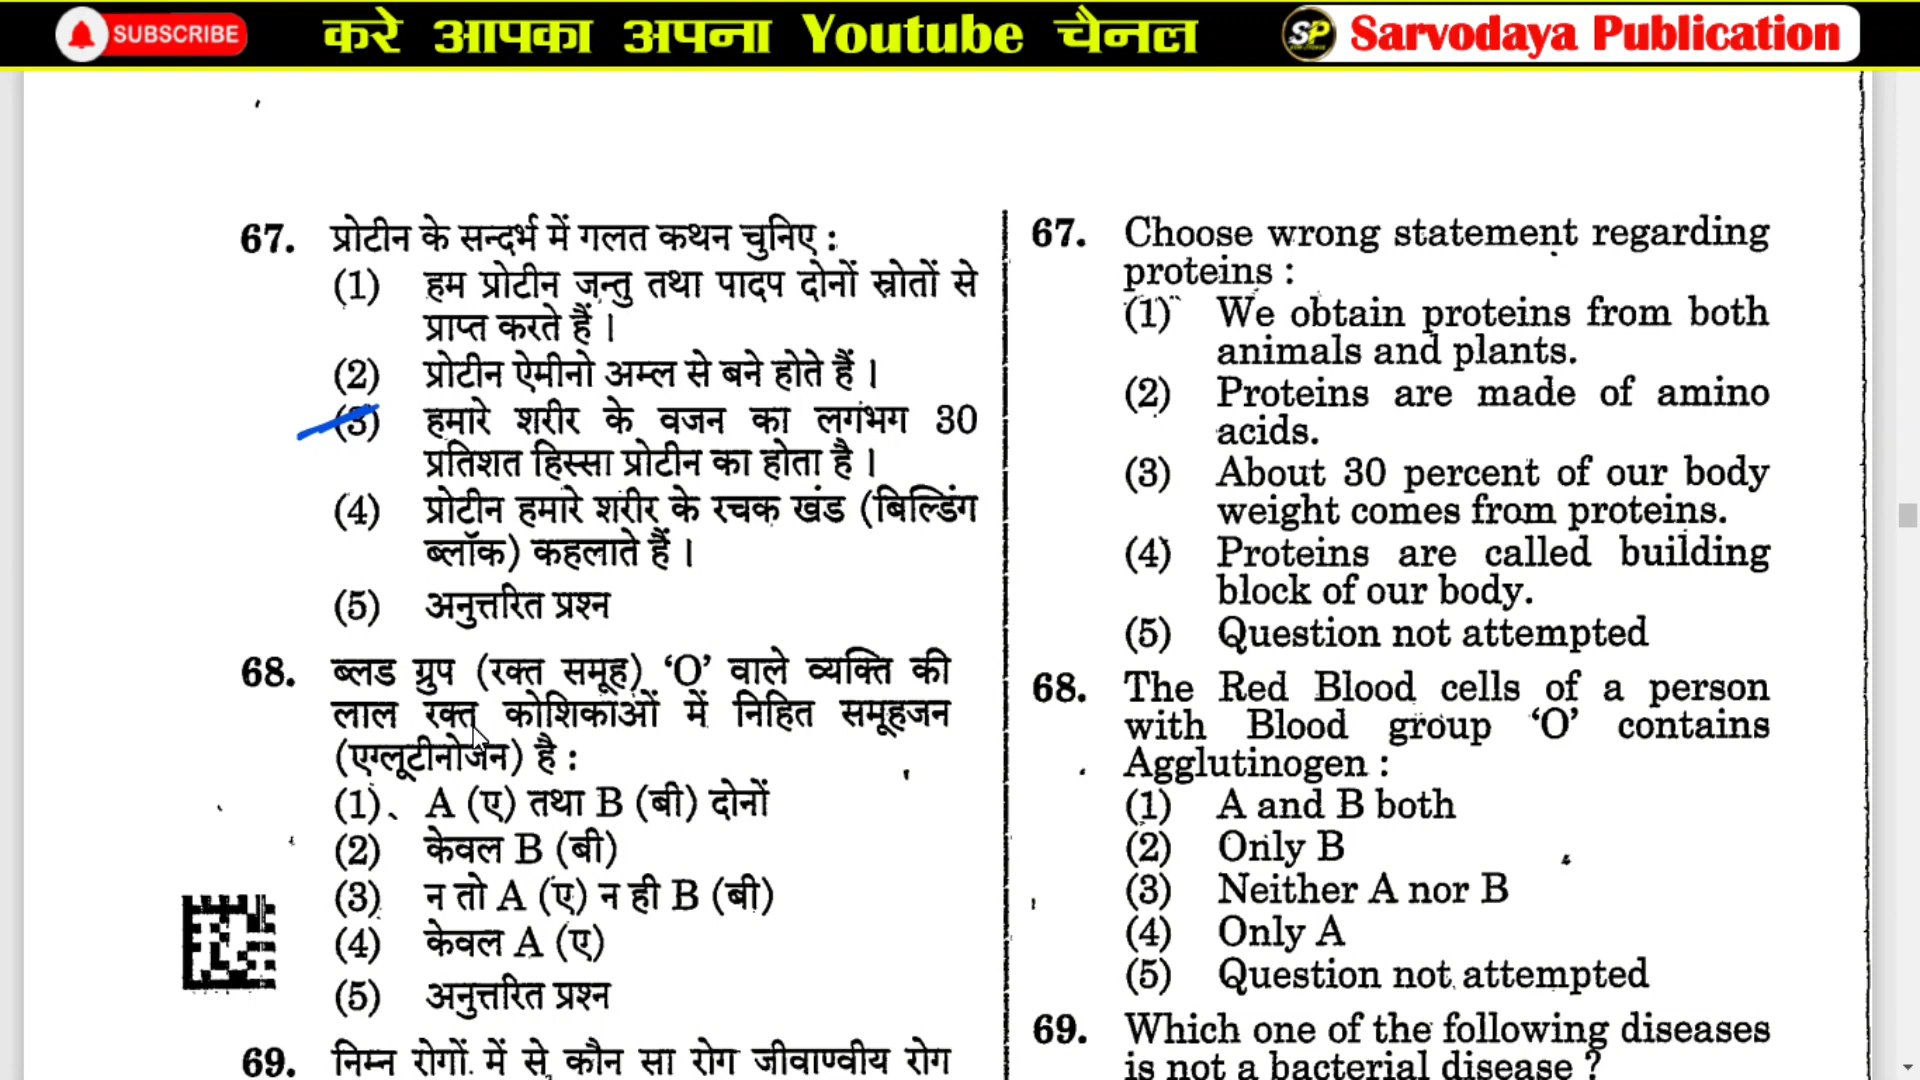 SUBSCRIBE करे आपका अपना Youtube चैनल SP Sarvodaya Publication
67. प्रोटीन के सन्दर्भ में गलत कथन चुनिए :
(1) हम प्रोटीन जन्तु तथा पादप दोनों स्रोतों से
प्राप्त करते हैं ।
(2) प्रोटीन ऐमीनो अम्ल से बने होते हैं ।
(3) हमारे शरीर के वजन का लगभग 30
प्रतिशत हिस्सा प्रोटीन का होता है ।
(4) प्रोटीन हमारे शरीर के रचक खंड (बिल्डिंग
ब्लॉक) कहलाते हैं ।
(5) अनुत्तरित प्रश्न
68. ब्लड ग्रुप (रक्त समूह) ‘O’ वाले व्यक्ति की
लाल रक्त कोशिकाओं में निहित समूहजन
(एग्लूटीनोजन) है :
(1) A (ए) तथा B (बी) दोनों
(2) केवल B (बी)
(3) न तो A (ए) न ही B (बी)
(4) केवल A (ए)
(5) अनुत्तरित प्रश्न
69. निम्न रोगों में से कौन सा रोग जीवाण्वीय रोग
67. Choose wrong statement regarding
proteins :
(1) We obtain proteins from both
animals and plants.
(2) Proteins are made of amino
acids.
(3) About 30 percent of our body
weight comes from proteins.
(4) Proteins are called building
block of our body.
(5) Question not attempted
68. The Red Blood cells of a person
with Blood group ‘O’ contains
Agglutinogen :
(1) A and B both
(2) Only B
(3) Neither A nor B
(4) Only A
(5) Question not attempted
69. Which one of the following diseases
is not a bacterial disease ?